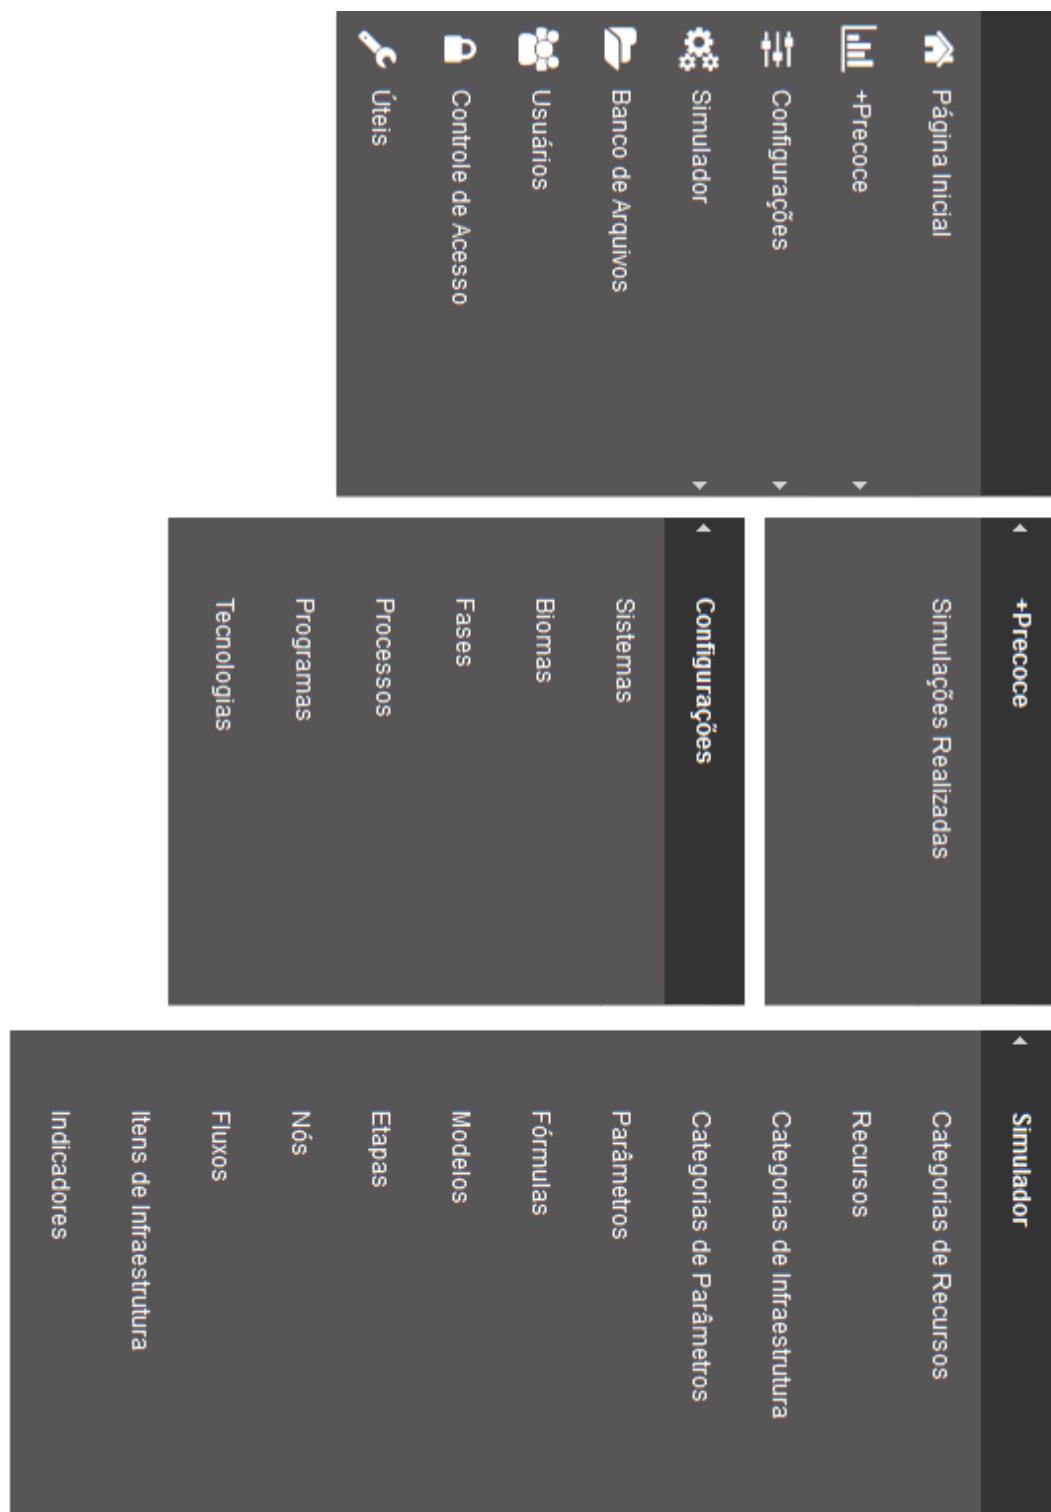 Página Inicial
+Precoce
Configurações
Simulador
Banco de Arquivos
Usuários
Controle de Acesso
Úteis
+Precoce
Simulações Realizadas
Configurações
Sistemas
Biomas
Fases
Processos
Programas
Tecnologias
Simulador
Categorias de Recursos
Recursos
Categorias de Infraestrutura
Categorias de Parâmetros
Parâmetros
Fórmulas
Modelos
Etapas
Nós
Fluxos
Itens de Infraestrutura
Indicadores